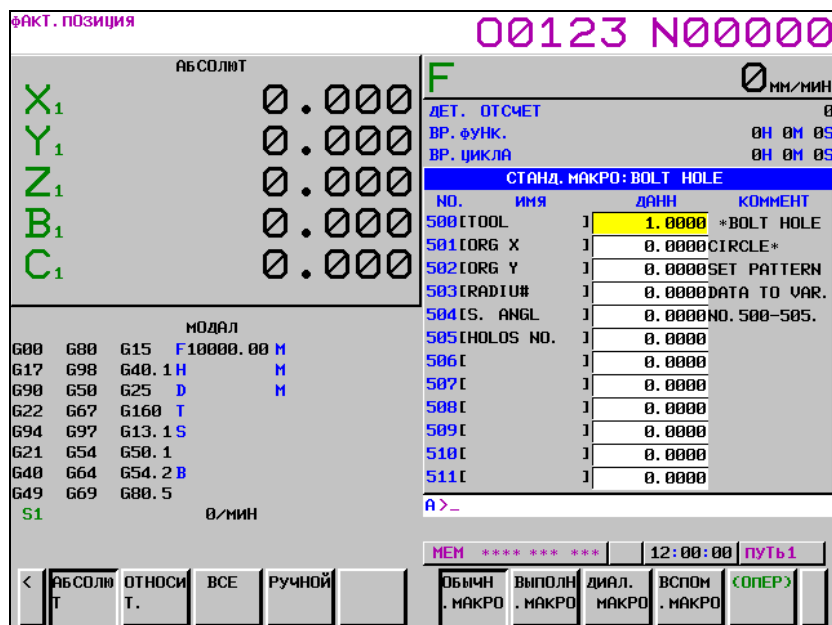 ФАКТ. ПОЗИЦИЯ
O0123 N00000
АБСОЛЮТ
X1 0.000
Y1 0.000
Z1 0.000
B1 0.000
C1 0.000
F 0 ММ/МИН
ДЕТ. ОТСЧЕТ 0
ВР. ФУНК. 0H 0M 0S
ВР. ЦИКЛА 0H 0M 0S
СТАНД. МАКРО: BOLT HOLE
NO. ИМЯ ДАНН КОММЕНТ
500[TOOL ] 1.0000 *BOLT HOLE
501[ORG X ] 0.0000 CIRCLE*
502[ORG Y ] 0.0000 SET PATTERN
503[RADIU# ] 0.0000 DATA TO VAR.
504[S. ANGL ] 0.0000 NO.500-505.
505[HOLOS NO. ] 0.0000
506[ ] 0.0000
507[ ] 0.0000
508[ ] 0.0000
509[ ] 0.0000
510[ ] 0.0000
511[ ] 0.0000
МОДАЛ
G00 G80 G15 F10000.00 M
G17 G98 G40.1 H M
G90 G50 G25 D M
G22 G67 G160 T
G94 G97 G13.1 S
G21 G54 G50.1
G40 G64 G54.2 B
G49 G69 G80.5
S1 0/МИН
A>_
MEM **** *** *** 12:00:00 ПУТЬ1
< АБСОЛЮТ ОТНОСИТ. ВСЕ РУЧНОЙ ОБЫЧН. МАКРО ВЫПОЛН. МАКРО ДИАЛ. МАКРО ВСПОМ. МАКРО (ОПЕР)